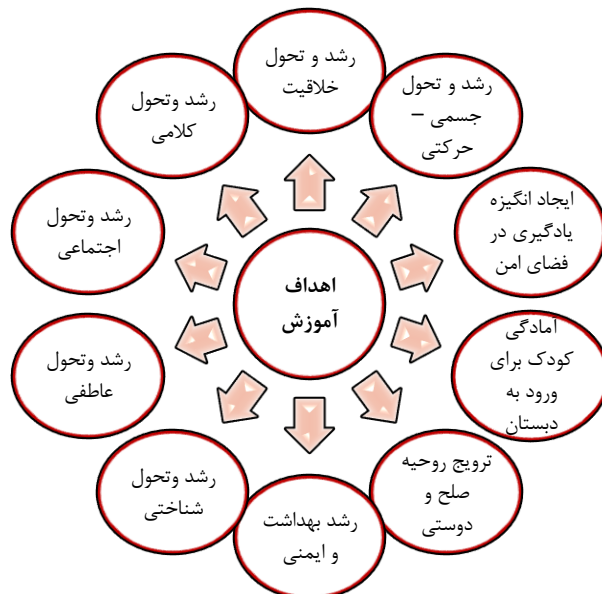 اهداف
آموزش
رشد و تحول
خلاقیت
رشد و تحول
جسمی –
حرکتی
ایجاد انگیزه
یادگیری در
فضای امن
آمادگی
کودک برای
ورود به
دبستان
ترویج روحیه
صلح و
دوستی
رشد بهداشت
و ایمنی
رشد وتحول
شناختی
رشد وتحول
عاطفی
رشد وتحول
اجتماعی
رشد وتحول
کلامی